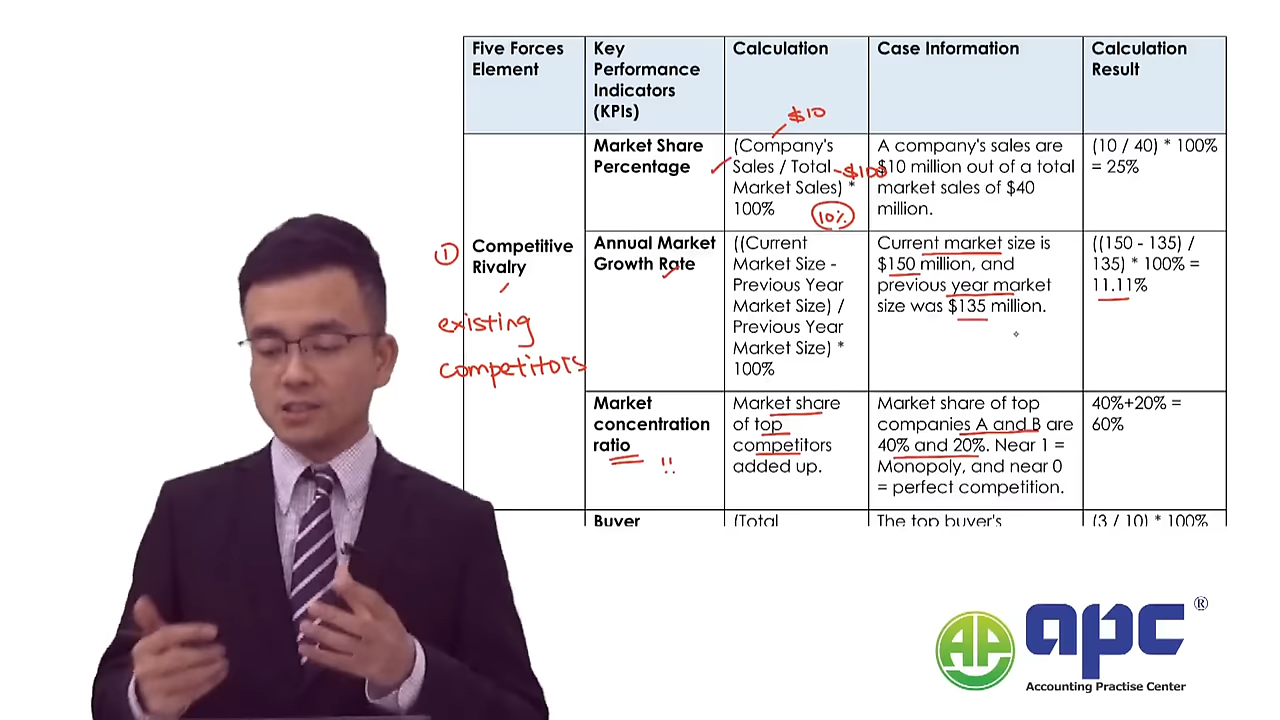 Five Forces
Element
Key
Performance
Indicators
(KPIs)
Calculation
Case Information
Calculation
Result
①
Competitive
Rivalry
existing
competitors
Market Share
Percentage
(Company's
Sales / Total
Market Sales) *
100%
$10
$100
10%
A company's sales are
$10 million out of a total
market sales of $40
million.
(10 / 40) * 100%
= 25%
Annual Market
Growth Rate
((Current
Market Size -
Previous Year
Market Size) /
Previous Year
Market Size) *
100%
Current market size is
$150 million, and
previous year market
size was $135 million.
((150 - 135) /
135) * 100% =
11.11%
Market
concentration
ratio
!!
Market share
of top
competitors
added up.
Market share of top
companies A and B are
40% and 20%. Near 1 =
Monopoly, and near 0
= perfect competition.
40%+20% =
60%
Buyer
(Total
The top buyer's
(3 / 10) * 100%
AP
apc®
Accounting Practise Center